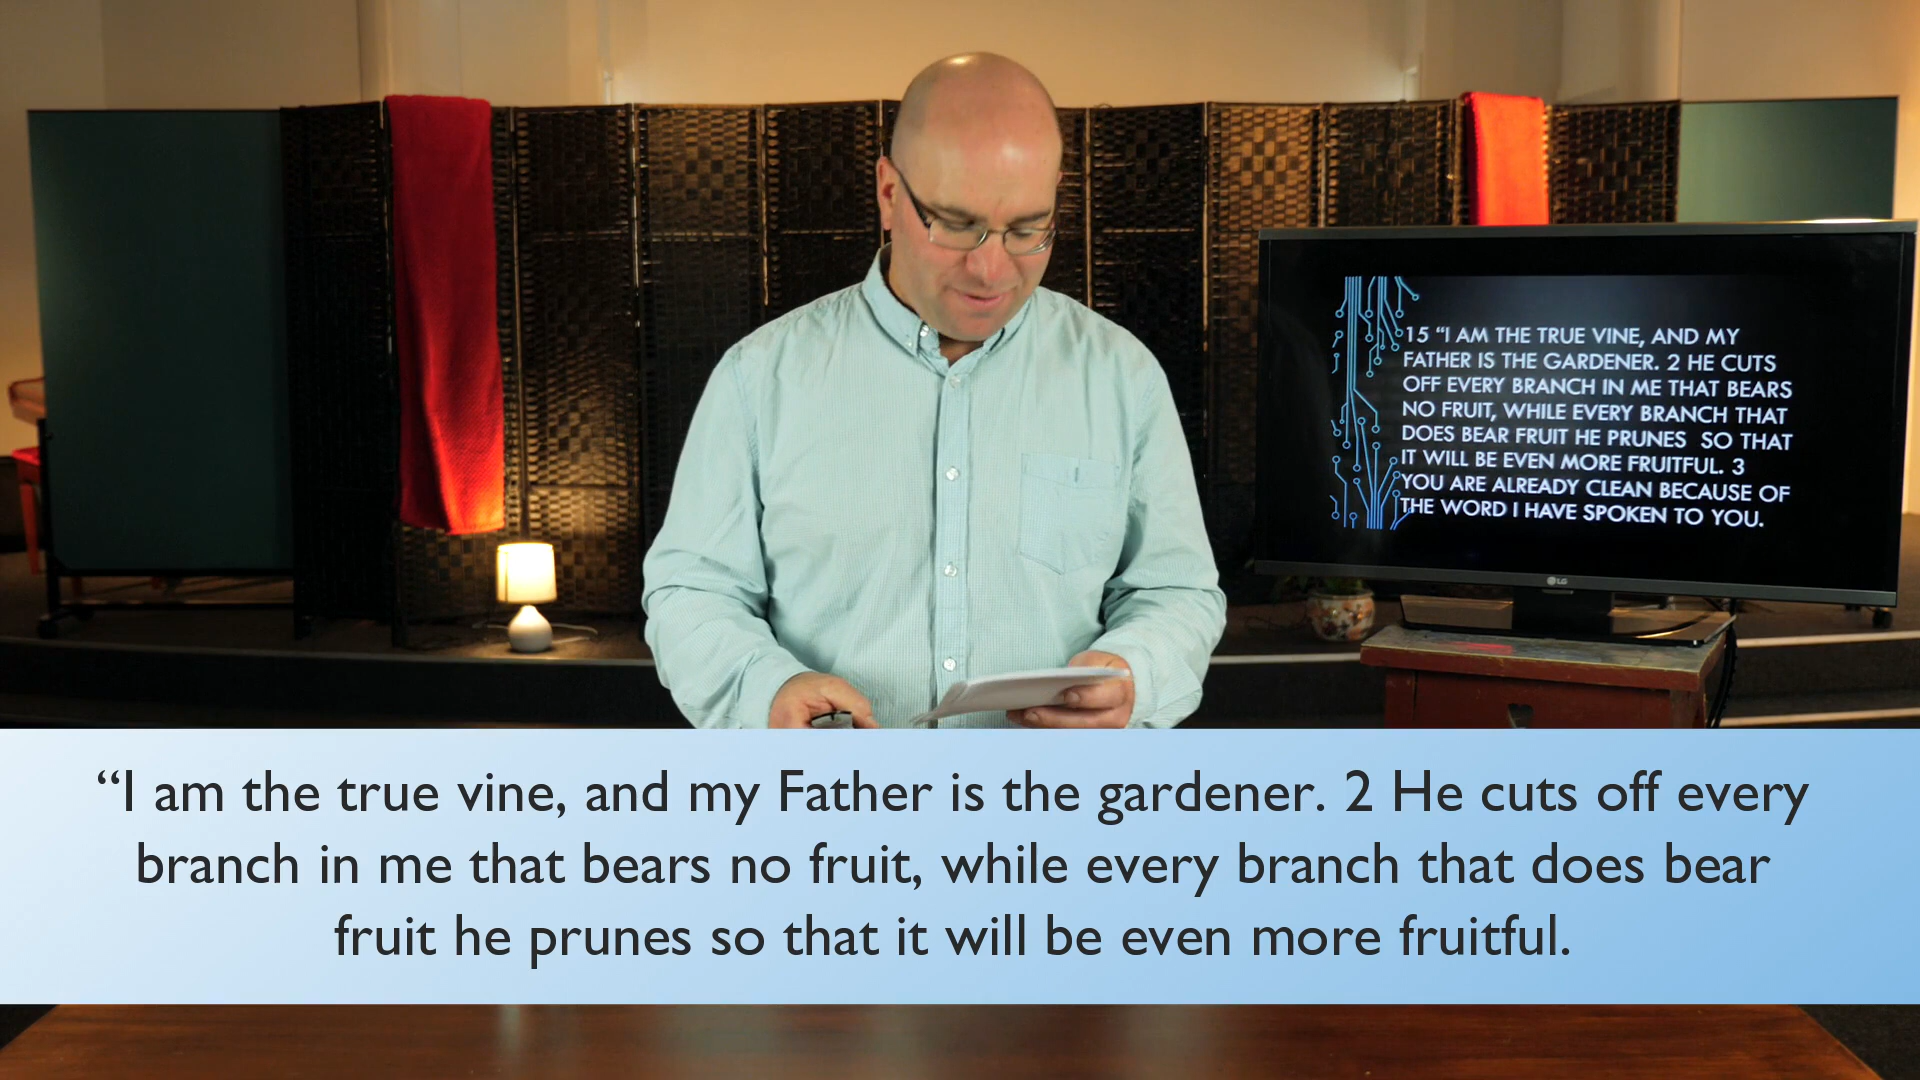 15 “I AM THE TRUE VINE, AND MY
FATHER IS THE GARDENER. 2 HE CUTS
OFF EVERY BRANCH IN ME THAT BEARS
NO FRUIT, WHILE EVERY BRANCH THAT
DOES BEAR FRUIT HE PRUNES SO THAT
IT WILL BE EVEN MORE FRUITFUL. 3
YOU ARE ALREADY CLEAN BECAUSE OF
THE WORD I HAVE SPOKEN TO YOU.
LG
“I am the true vine, and my Father is the gardener. 2 He cuts off every
branch in me that bears no fruit, while every branch that does bear
fruit he prunes so that it will be even more fruitful.